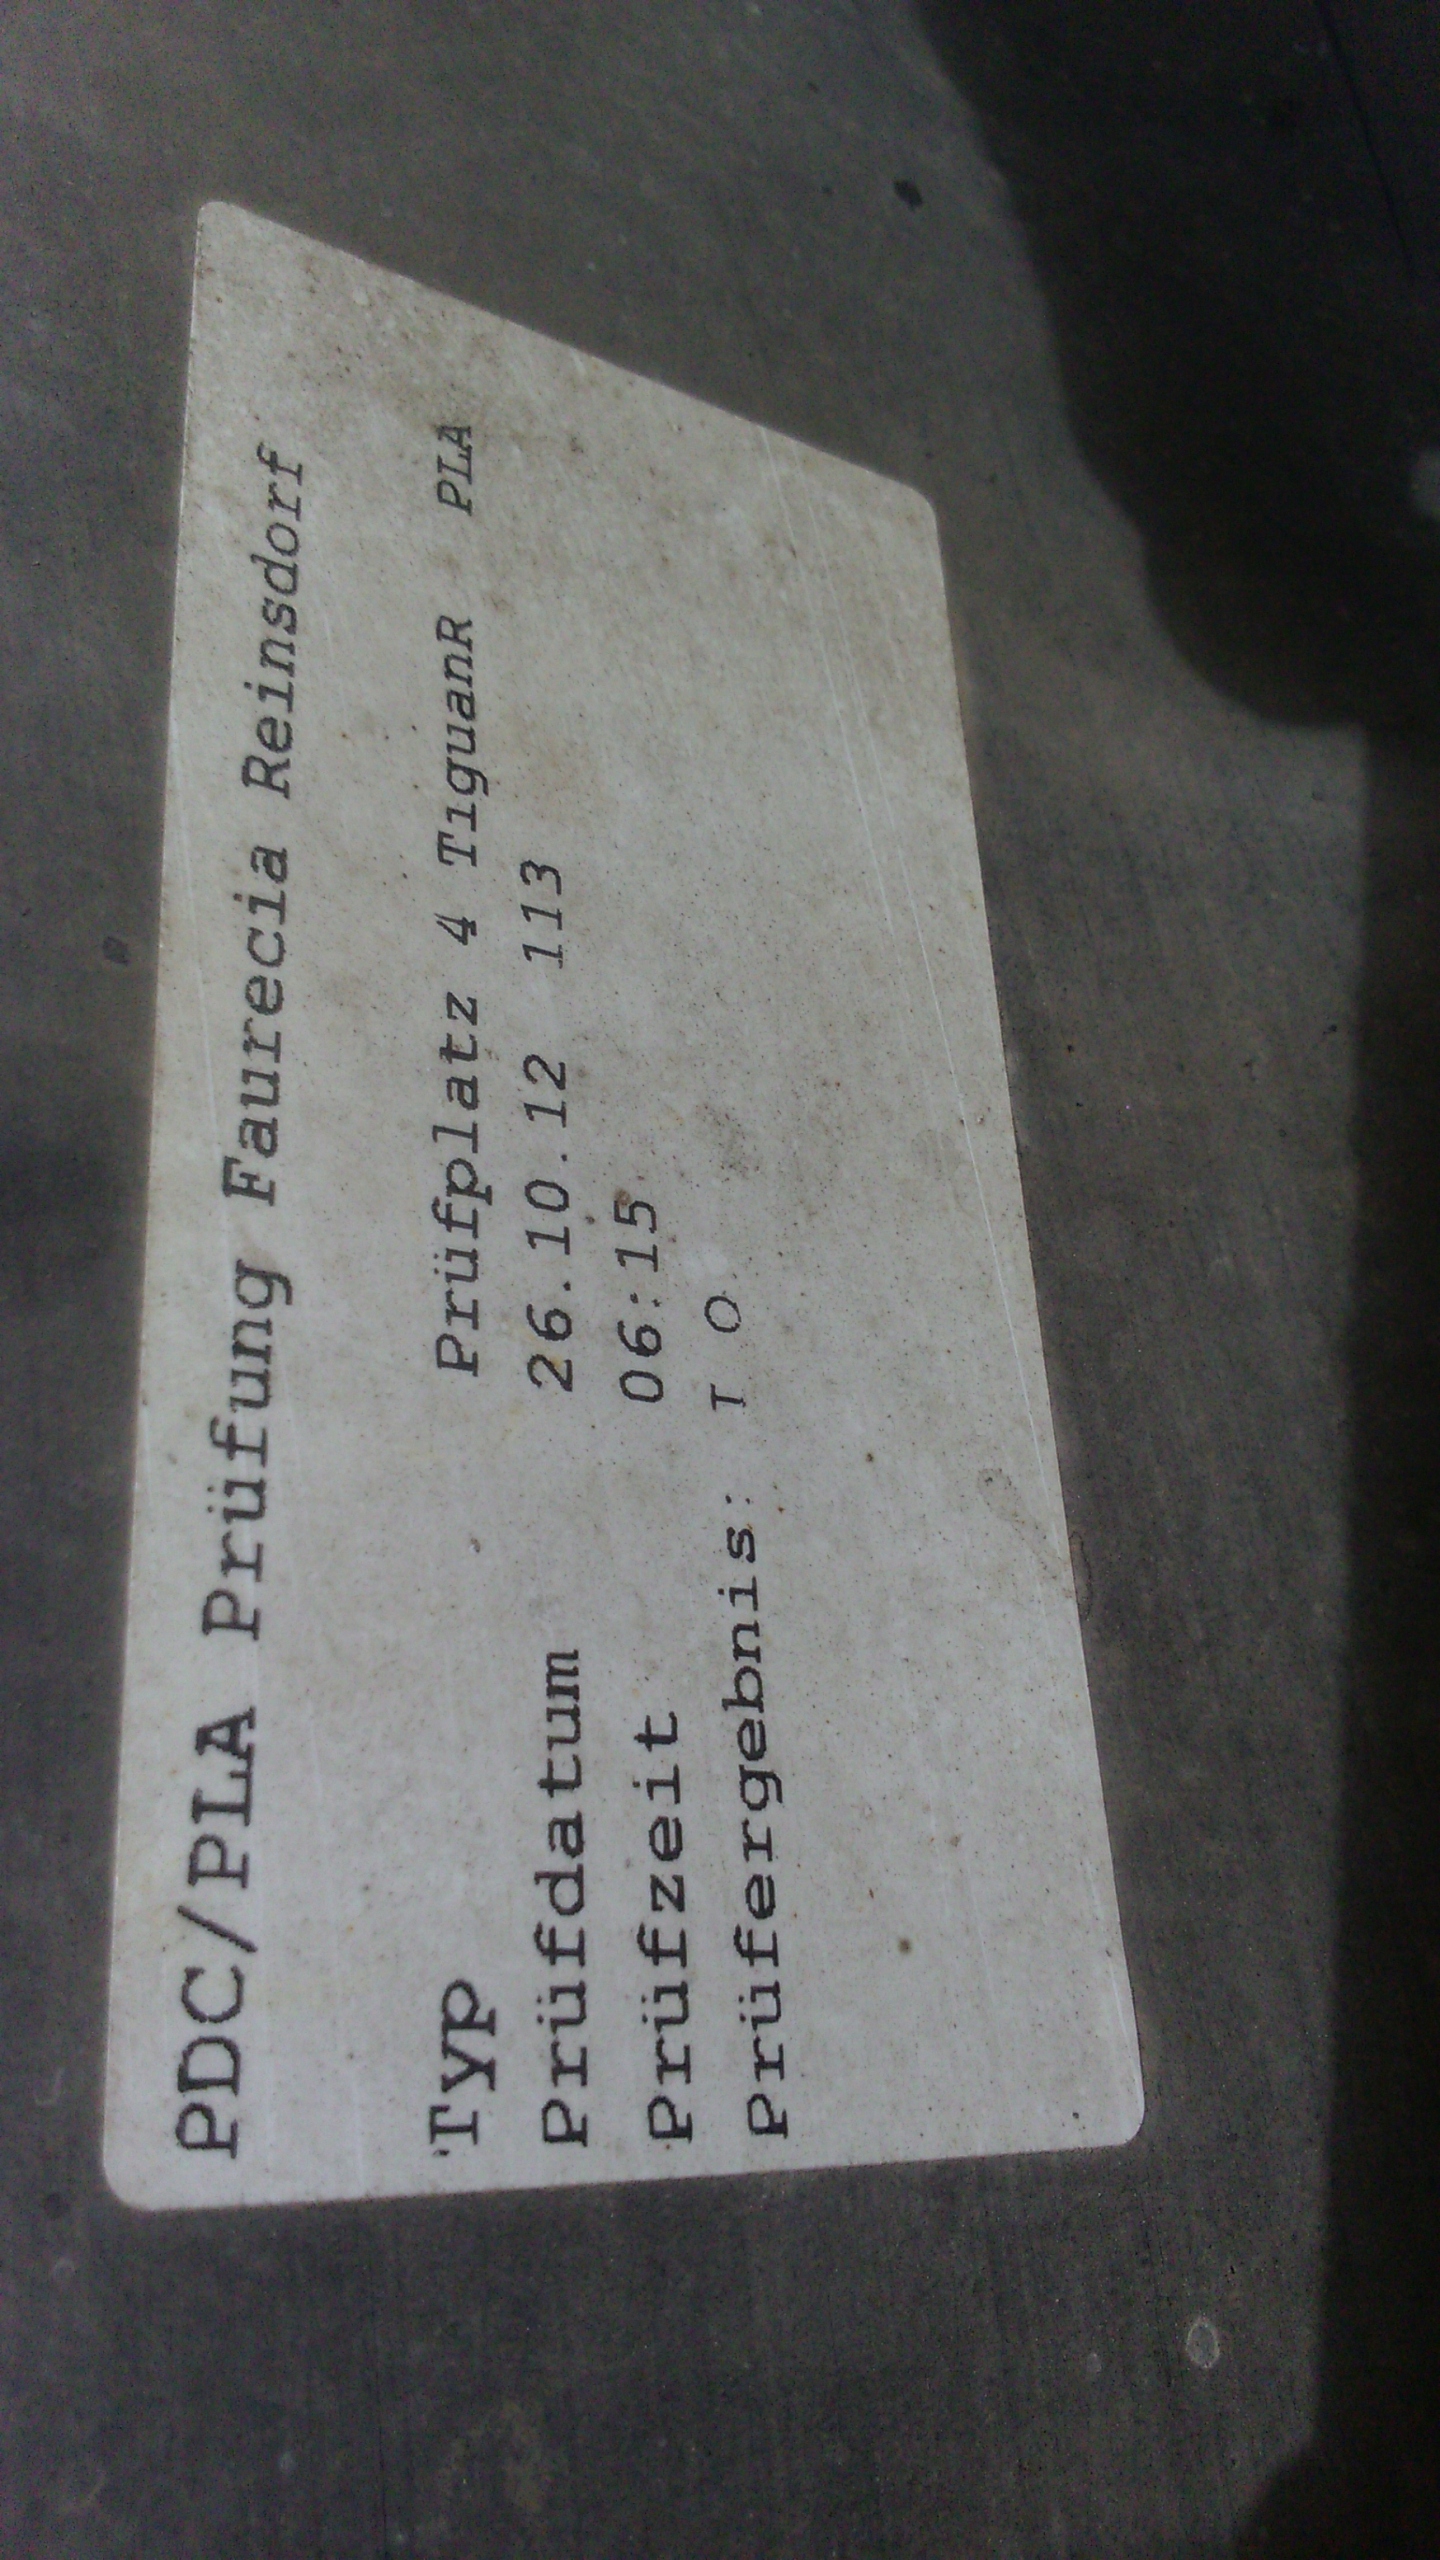 PDC/PLA Prüfung Faurecia Reinsdorf
Typ Prüfplatz 4 TiguanR PLA
Prüfdatum 26.10.12 113
Prüfzeit 06:15
Prüfergebnis: I O